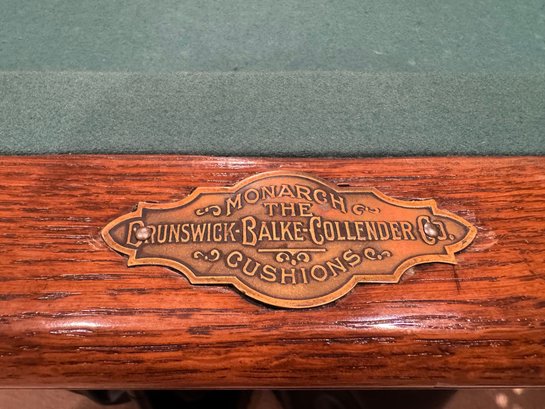 MONARCH
THE
BRUNSWICK-BALKE-COLLENDER CO.
CUSHIONS